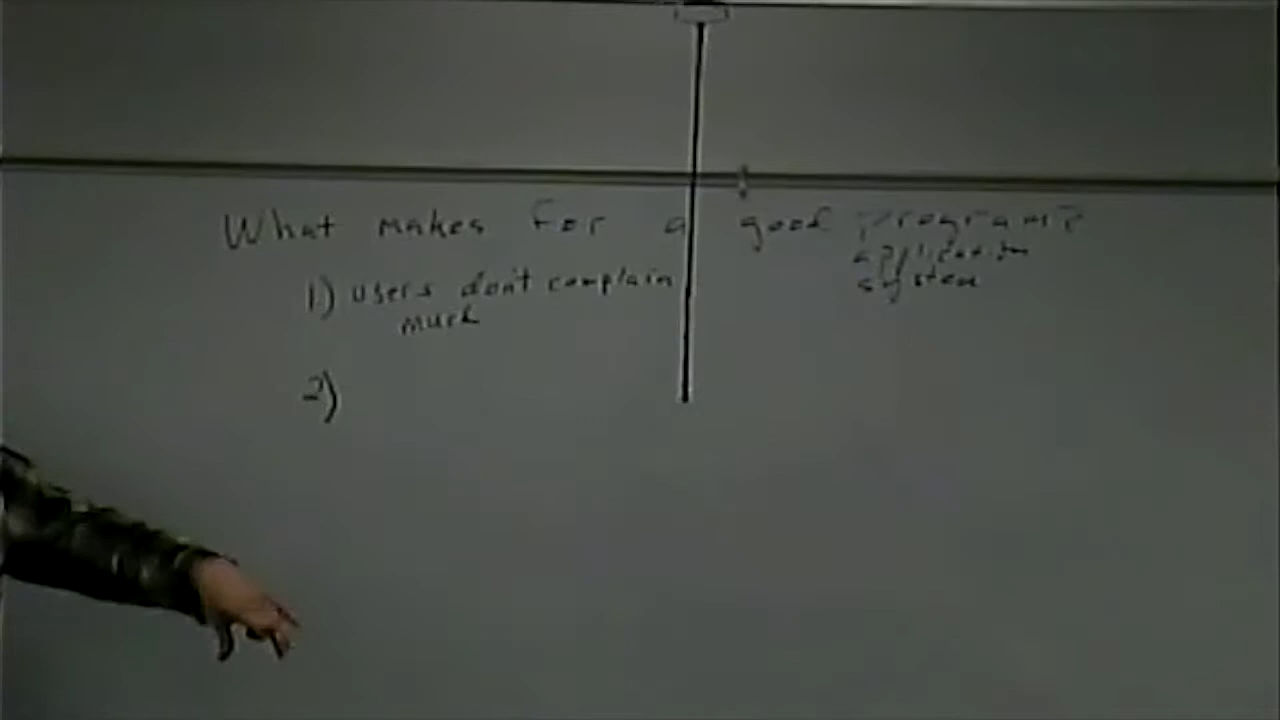 What makes for a good program?
application
system
1.) users don't complain
much
2)